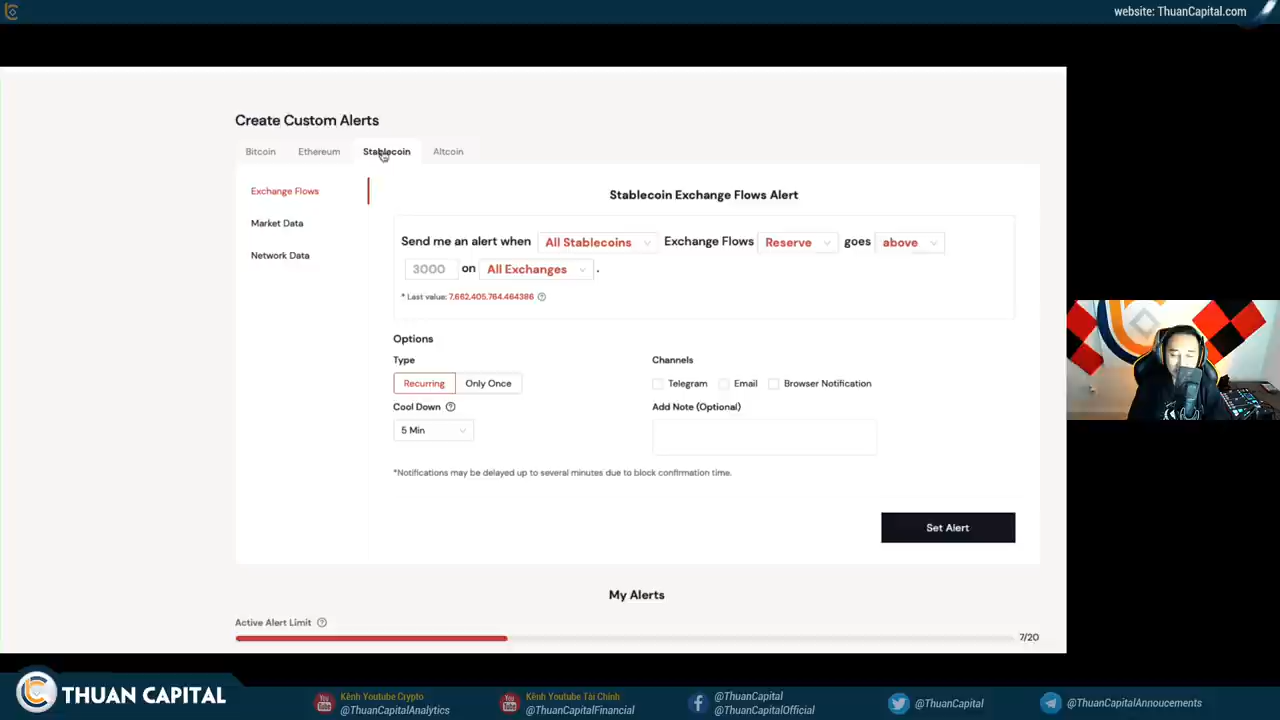 website: ThuanCapital.com
Create Custom Alerts
Bitcoin Ethereum Stablecoin Altcoin
Exchange Flows
Market Data
Network Data
Stablecoin Exchange Flows Alert
Send me an alert when All Stablecoins Exchange Flows Reserve goes above
3000 on All Exchanges .
* Last value: 7,662,405,764.464386
Options
Type
Recurring Only Once
Cool Down
5 Min
Channels
Telegram Email Browser Notification
Add Note (Optional)
*Notifications may be delayed up to several minutes due to block confirmation time.
Set Alert
My Alerts
Active Alert Limit
7/20
THUAN CAPITAL
Kênh Youtube Crypto
@ThuanCapitalAnalytics
Kênh Youtube Tài Chính
@ThuanCapitalFinancial
@ThuanCapital
@ThuanCapitalOfficial
@ThuanCapital
@ThuanCapitalAnnoucements